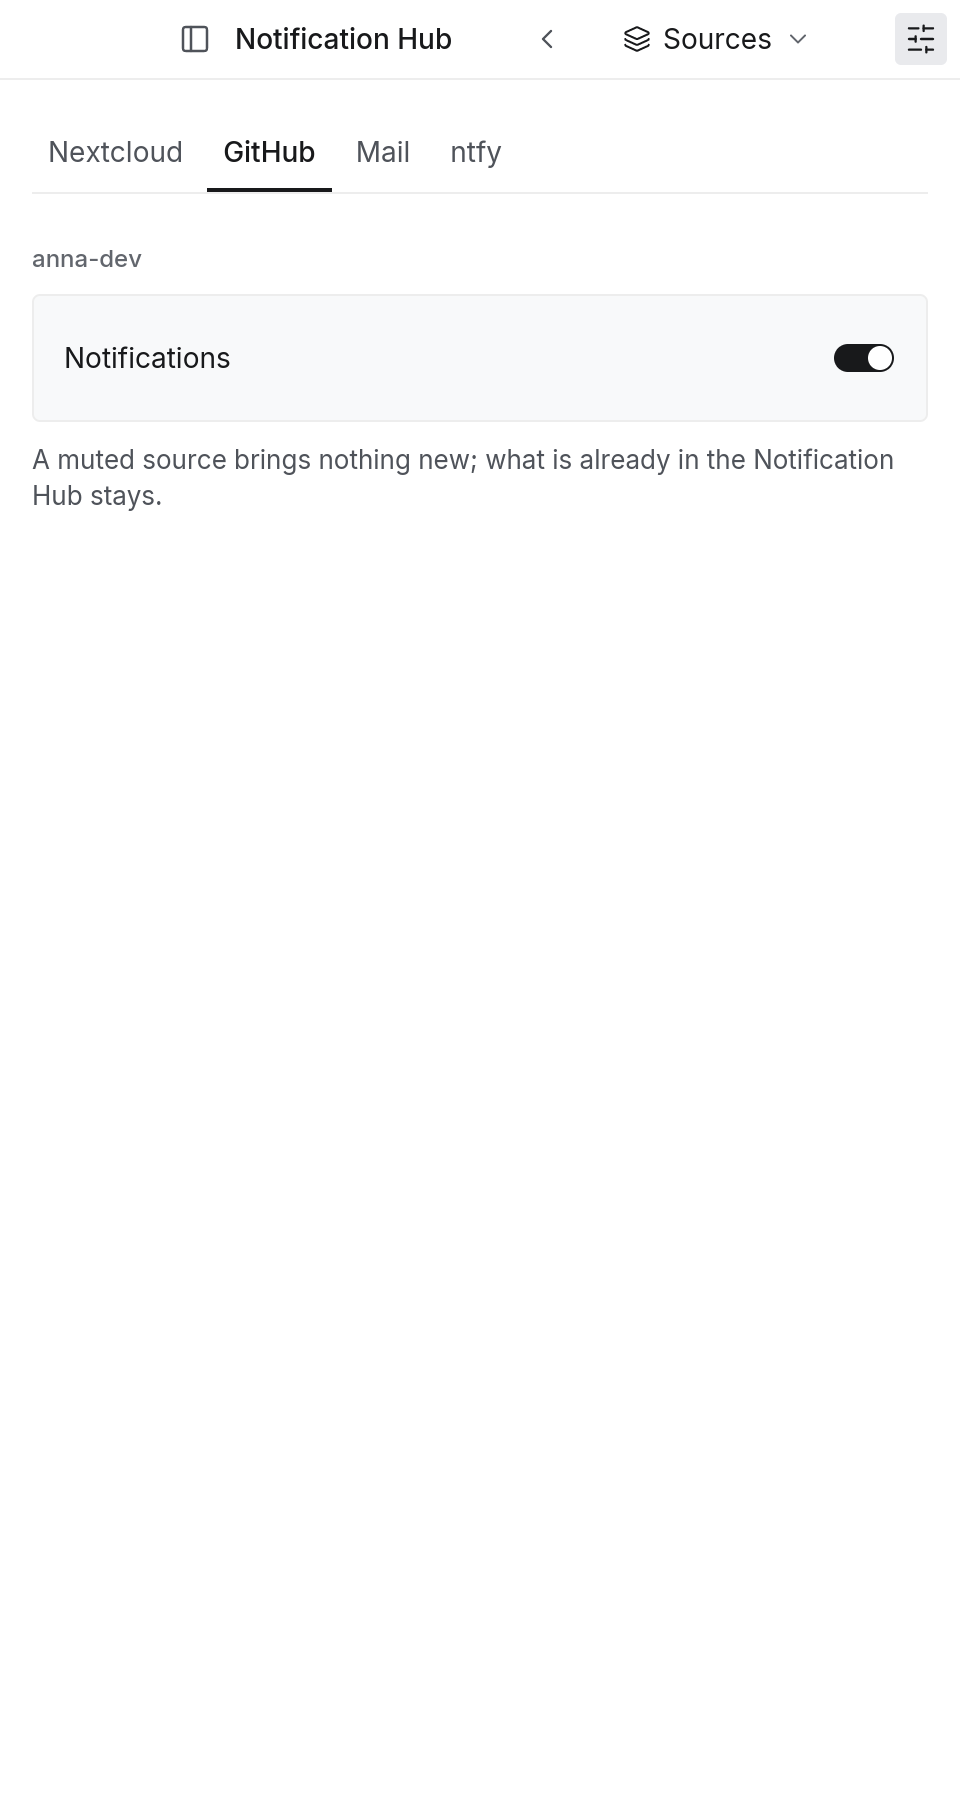 Notification Hub
Sources
Nextcloud GitHub Mail ntfy
anna-dev
Notifications
A muted source brings nothing new; what is already in the Notification
Hub stays.